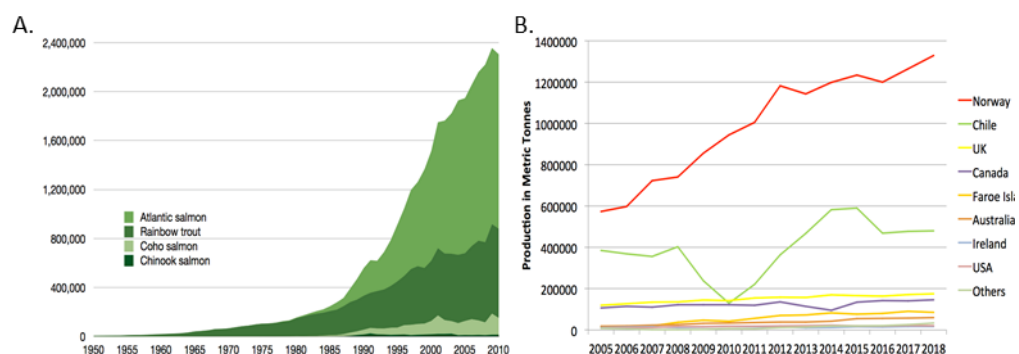 A.
2,400,000
2,000,000
1,600,000
1,200,000
800,000
400,000
0
Atlantic salmon
Rainbow trout
Coho salmon
Chinook salmon
1950 1955 1960 1965 1970 1975 1980 1985 1990 1995 2000 2005 2010
B.
Production in Metric Tonnes
1400000
1200000
1000000
800000
600000
400000
200000
0
2005 2006 2007 2008 2009 2010 2011 2012 2013 2014 2015 2016 2017 2018
Norway
Chile
UK
Canada
Faroe Isla
Australia
Ireland
USA
Others